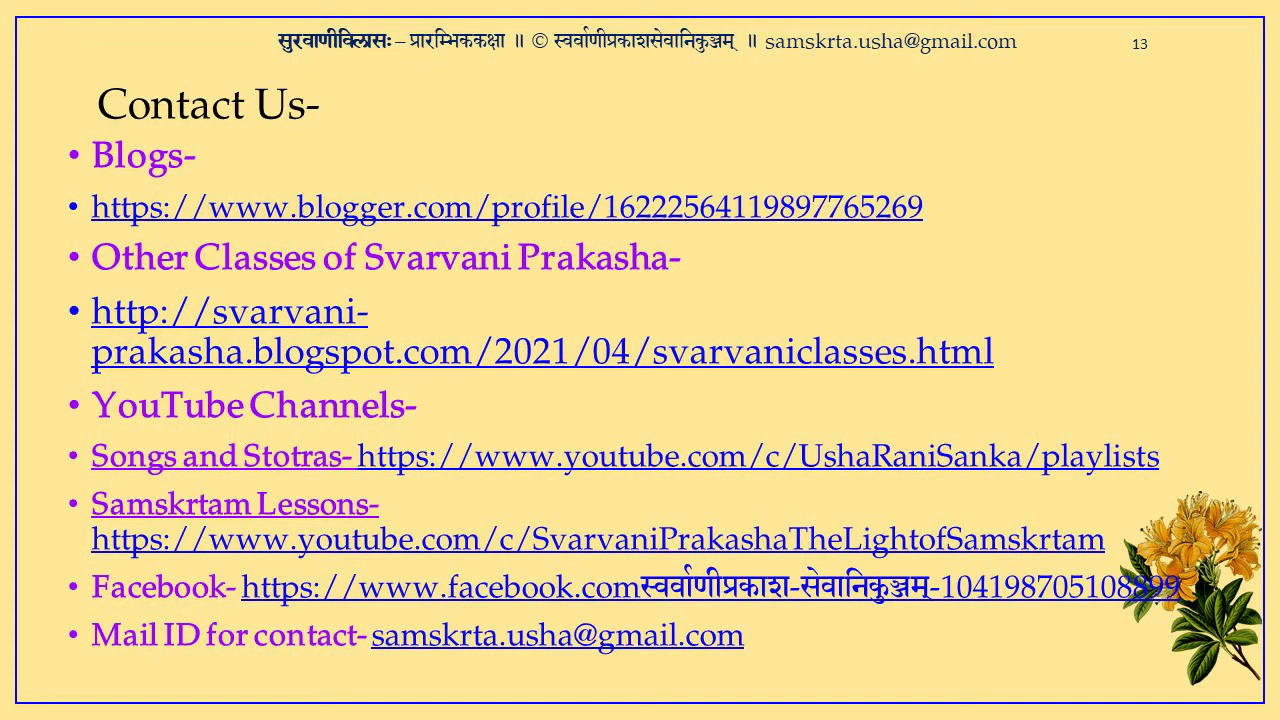 सुरवाणीविलासः – प्रारम्भिककक्षा ॥ © स्वर्वाणीप्रकाशसेवानिकुञ्जम् ॥ samskrta.usha@gmail.com 13
Contact Us-
• Blogs-
• https://www.blogger.com/profile/16222564119897765269
• Other Classes of Svarvani Prakasha-
• http://svarvani-
prakasha.blogspot.com/2021/04/svarvaniclasses.html
• YouTube Channels-
• Songs and Stotras- https://www.youtube.com/c/UshaRaniSanka/playlists
• Samskrtam Lessons-
https://www.youtube.com/c/SvarvaniPrakashaTheLightofSamskrtam
• Facebook- https://www.facebook.comस्वर्वाणीप्रकाश-सेवानिकुञ्जम्-104198705108899
• Mail ID for contact- samskrta.usha@gmail.com